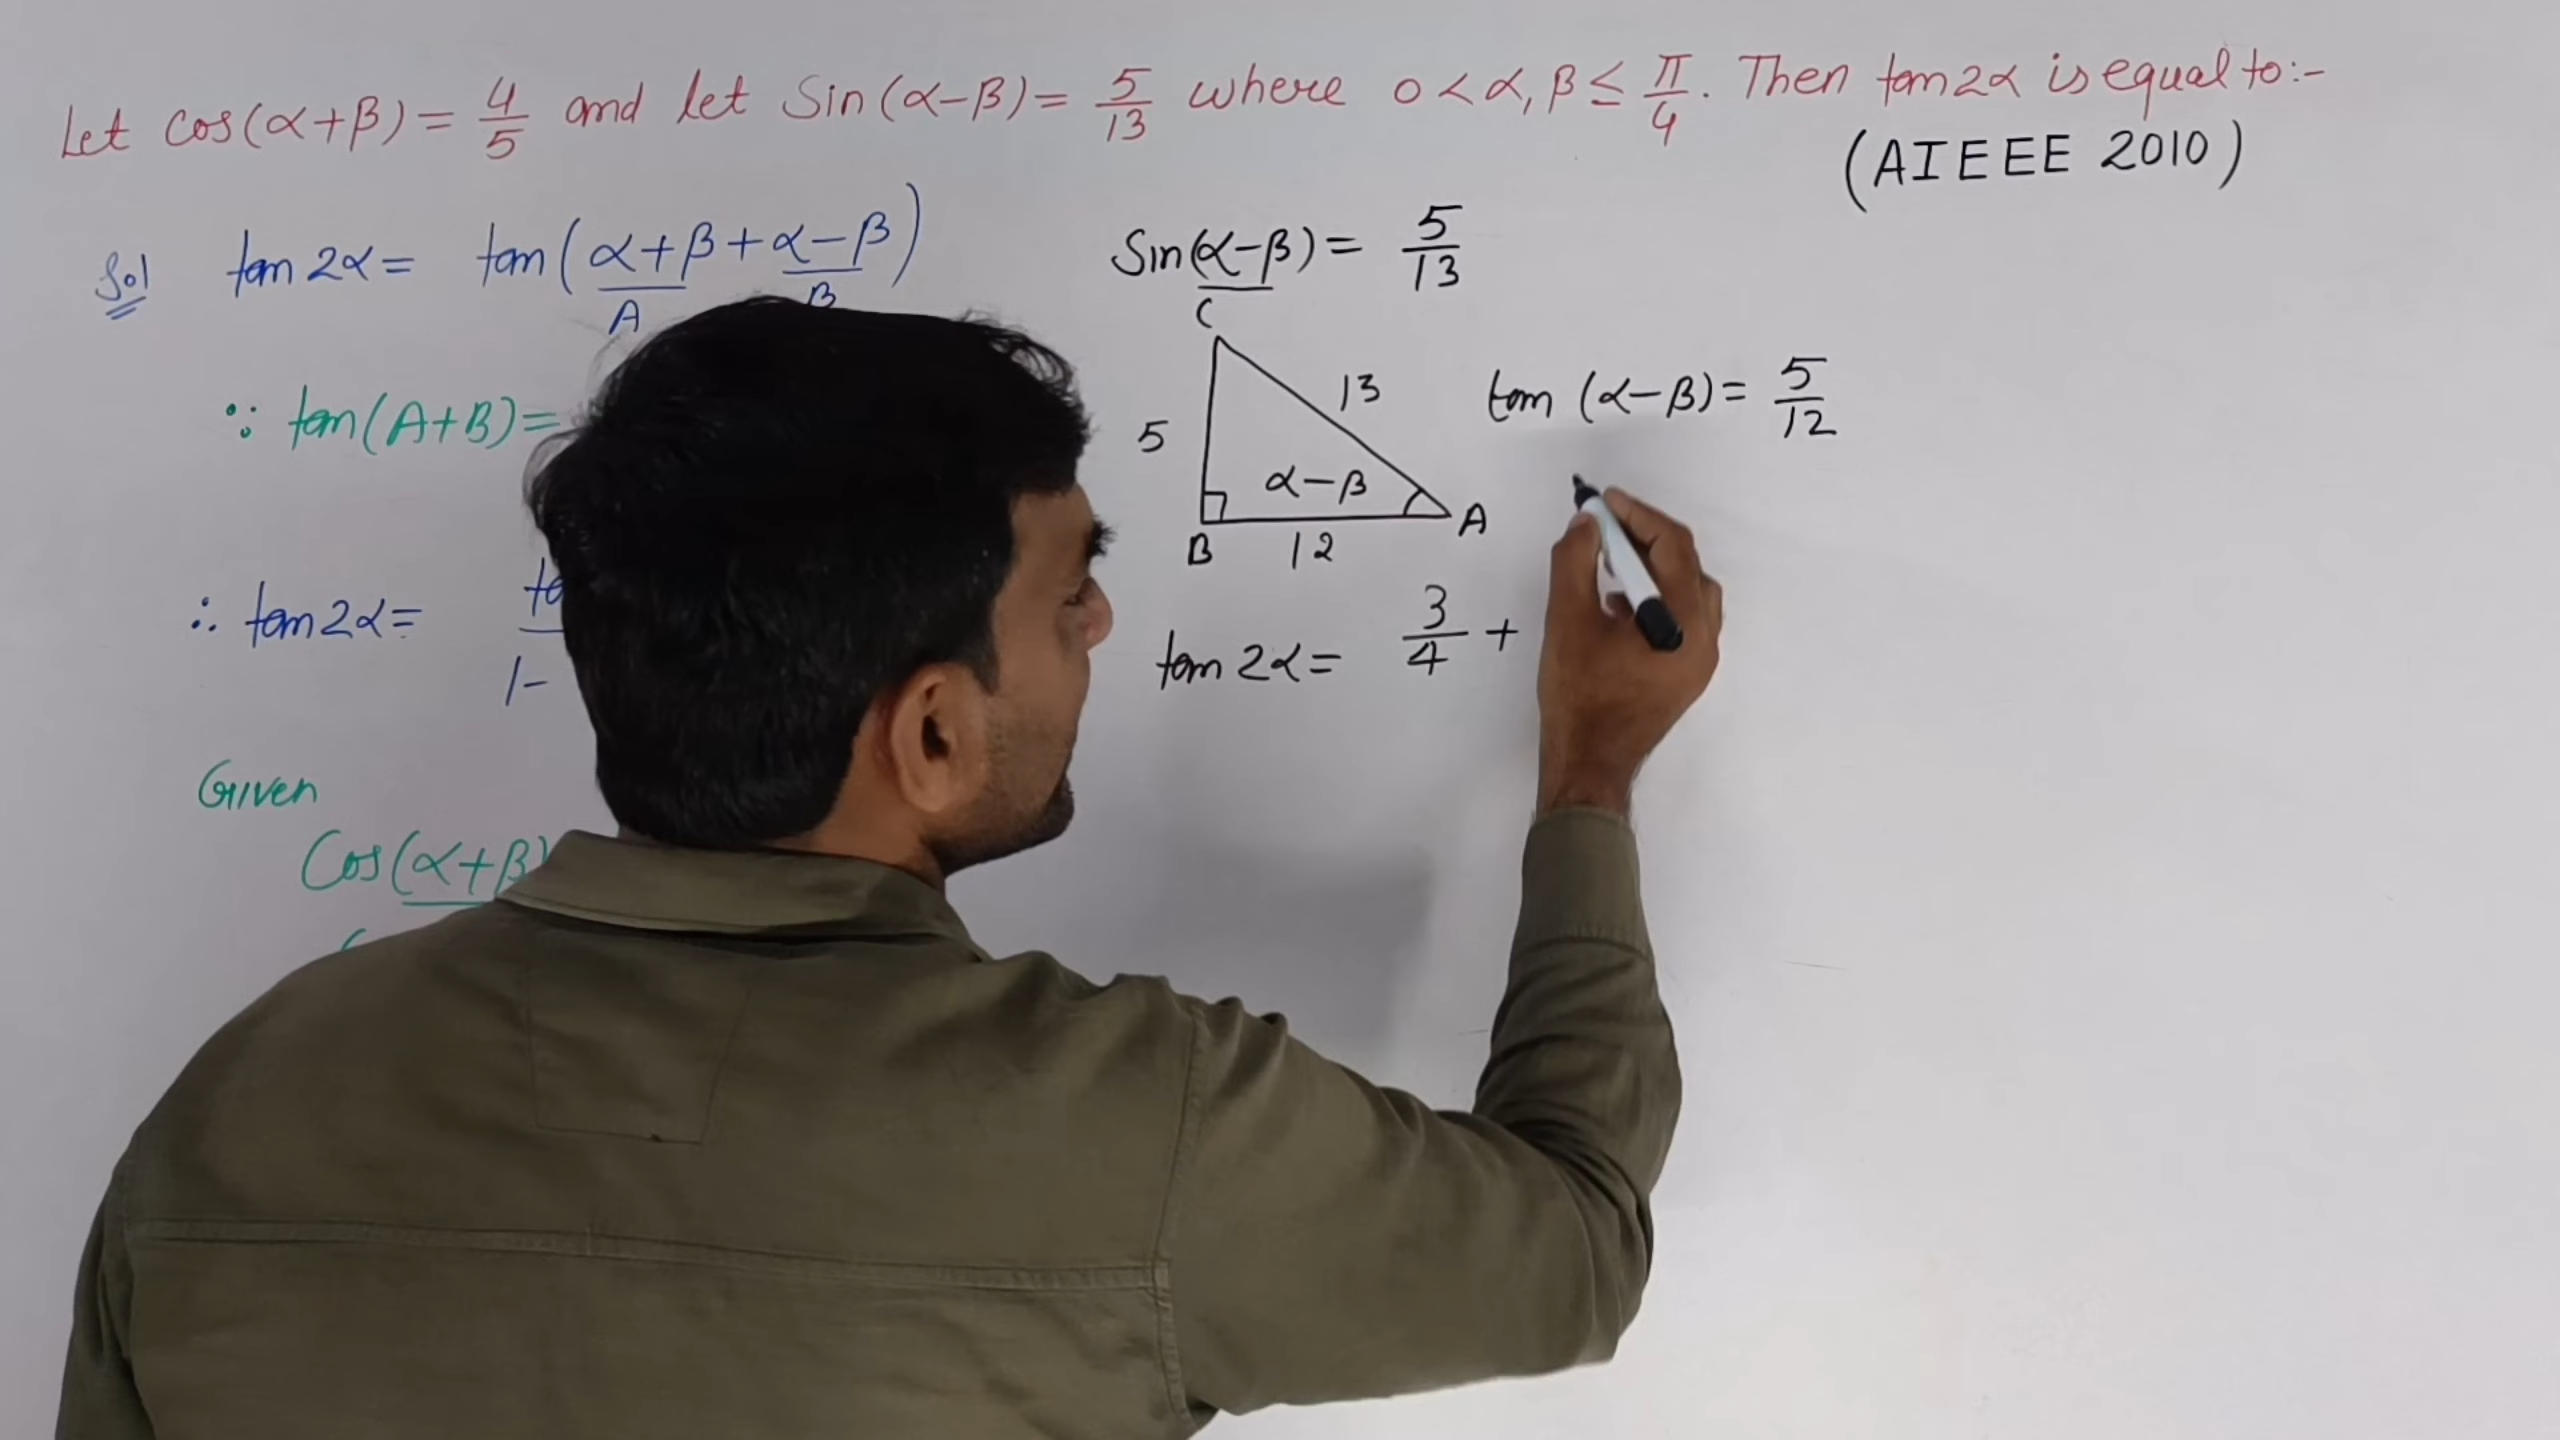 Let cos(α+β) = 4/5 and let Sin(α-β) = 5/13 where 0 < α, β ≤ π/4. Then tan2α is equal to:-
(AIEEE 2010)
Sol tan 2α = tan(α+β + α-β)
A B
∵ tan(A+B) =
∴ tan2α =
1-
Given
Cos(α+β)
Sin(α-β) = 5/13
C
5
13
α-β
B
12
A
tan (α-β) = 5/12
tan 2α = 3/4 +